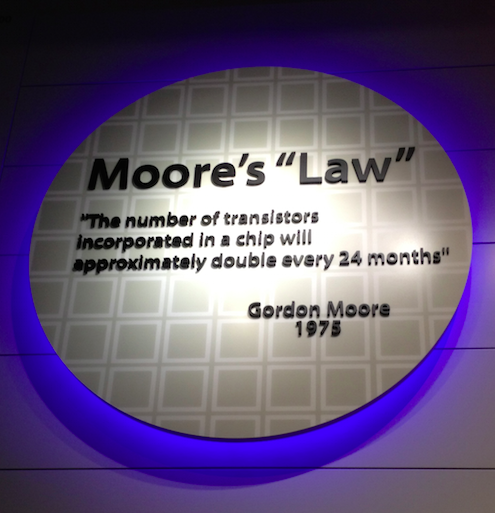 Moore's “Law”
"The number of transistors
incorporated in a chip will
approximately double every 24 months"
Gordon Moore
1975